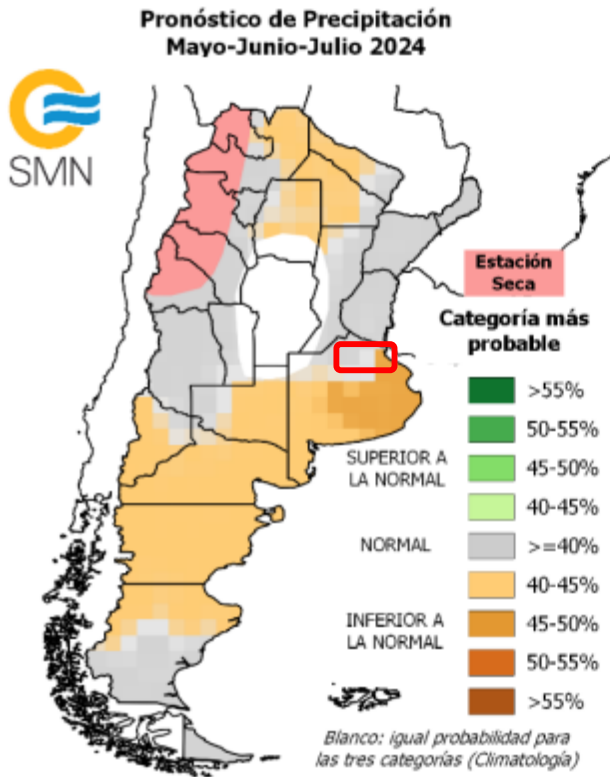 Pronóstico de Precipitación
Mayo-Junio-Julio 2024
SMN
Estación
Seca
Categoría más
probable
>55%
50-55%
SUPERIOR A
LA NORMAL
45-50%
40-45%
NORMAL
>=40%
40-45%
INFERIOR A
LA NORMAL
45-50%
50-55%
>55%
Blanco: igual probabilidad para
las tres categorías (Climatología)